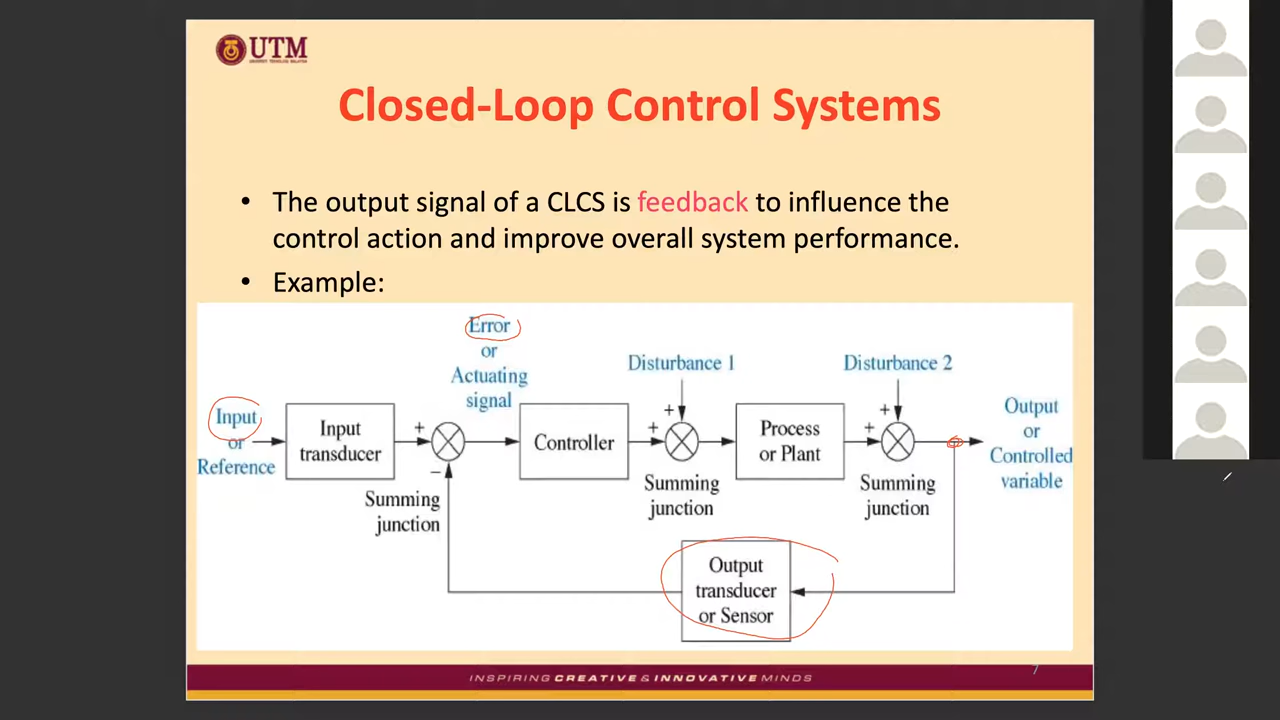 UTM
UNIVERSITI TEKNOLOGI MALAYSIA
Closed-Loop Control Systems
• The output signal of a CLCS is feedback to influence the
control action and improve overall system performance.
• Example:
Error
or
Actuating
signal
Disturbance 1
Disturbance 2
Input
or
Reference
Input
transducer
+
−
Summing
junction
Controller
+
+
Summing
junction
Process
or Plant
+
+
Summing
junction
Output
or
Controlled
variable
Output
transducer
or Sensor
7
INSPIRING CREATIVE & INNOVATIVE MINDS